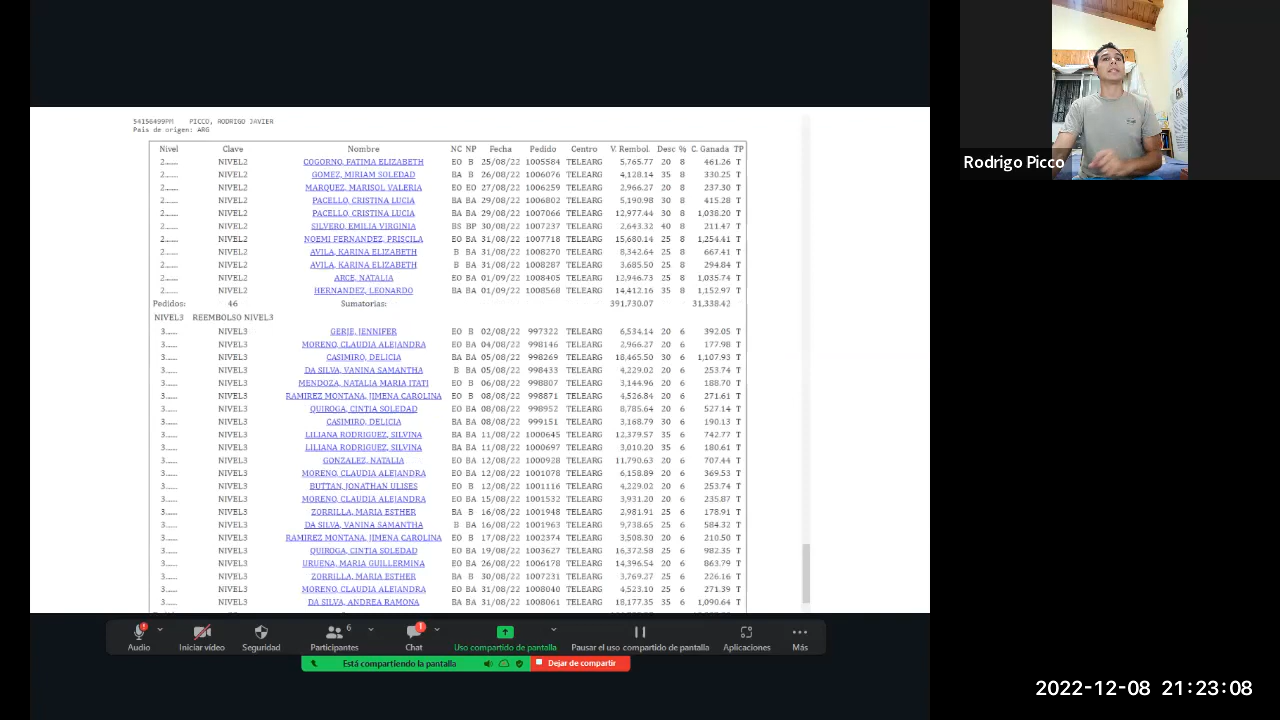 54156499PM PICCO, RODRIGO JAVIER
Pais de origen: ARG
Nivel Clave Nombre NC NP Fecha Pedido Centro V. Rembol. Desc % C. Ganada TP
2....... NIVEL2 COGORNO, FATIMA ELIZABETH EO B 25/08/22 1005584 TELEARG 5,765.77 20 8 461.26 T
2....... NIVEL2 GOMEZ, MIRIAM SOLEDAD BA B 26/08/22 1006076 TELEARG 4,128.14 35 8 330.25 T
2....... NIVEL2 MARQUEZ, MARISOL VALERIA EO EO 27/08/22 1006259 TELEARG 2,966.27 20 8 237.30 T
2....... NIVEL2 PACELLO, CRISTINA LUCIA BA BA 29/08/22 1006802 TELEARG 5,190.98 30 8 415.28 T
2....... NIVEL2 PACELLO, CRISTINA LUCIA BA BA 29/08/22 1007066 TELEARG 12,977.44 30 8 1,038.20 T
2....... NIVEL2 SILVERO, EMILIA VIRGINIA BS BP 30/08/22 1007237 TELEARG 2,643.32 40 8 211.47 T
2....... NIVEL2 NOEMI FERNANDEZ, PRISCILA EO BA 31/08/22 1007718 TELEARG 15,680.14 25 8 1,254.41 T
2....... NIVEL2 AVILA, KARINA ELIZABETH B BA 31/08/22 1008270 TELEARG 8,342.64 25 8 667.41 T
2....... NIVEL2 AVILA, KARINA ELIZABETH B BA 31/08/22 1008287 TELEARG 3,685.50 25 8 294.84 T
2....... NIVEL2 ARCE, NATALIA EO BA 01/09/22 1008405 TELEARG 12,946.73 25 8 1,035.74 T
2....... NIVEL2 HERNANDEZ, LEONARDO BA BA 01/09/22 1008568 TELEARG 14,412.16 35 8 1,152.97 T
Pedidos: 46 Sumatorias: 391,730.07 31,338.42
NIVEL3 REEMBOLSO NIVEL3
3....... NIVEL3 GERJE, JENNIFER EO B 02/08/22 997322 TELEARG 6,534.14 20 6 392.05 T
3....... NIVEL3 MORENO, CLAUDIA ALEJANDRA EO BA 04/08/22 998146 TELEARG 2,966.27 20 6 177.98 T
3....... NIVEL3 CASIMIRO, DELICIA BA BA 05/08/22 998269 TELEARG 18,465.50 30 6 1,107.93 T
3....... NIVEL3 DA SILVA, VANINA SAMANTHA B BA 05/08/22 998433 TELEARG 4,229.02 20 6 253.74 T
3....... NIVEL3 MENDOZA, NATALIA MARIA ITATI EO B 06/08/22 998807 TELEARG 3,144.96 20 6 188.70 T
3....... NIVEL3 RAMIREZ MONTANA, JIMENA CAROLINA EO B 08/08/22 998871 TELEARG 4,526.84 20 6 271.61 T
3....... NIVEL3 QUIROGA, CINTIA SOLEDAD EO BA 08/08/22 998952 TELEARG 8,785.64 20 6 527.14 T
3....... NIVEL3 CASIMIRO, DELICIA BA BA 08/08/22 999151 TELEARG 3,168.79 30 6 190.13 T
3....... NIVEL3 LILIANA RODRIGUEZ, SILVINA BA BA 11/08/22 1000645 TELEARG 12,379.57 35 6 742.77 T
3....... NIVEL3 LILIANA RODRIGUEZ, SILVINA BA BA 11/08/22 1000697 TELEARG 3,010.20 35 6 180.61 T
3....... NIVEL3 GONZALEZ, NATALIA EO BA 12/08/22 1000928 TELEARG 11,790.63 20 6 707.44 T
3....... NIVEL3 MORENO, CLAUDIA ALEJANDRA EO BA 12/08/22 1001078 TELEARG 6,158.89 20 6 369.53 T
3....... NIVEL3 BUTTAN, JONATHAN ULISES EO B 12/08/22 1001116 TELEARG 4,229.02 20 6 253.74 T
3....... NIVEL3 MORENO, CLAUDIA ALEJANDRA EO BA 15/08/22 1001532 TELEARG 3,931.20 20 6 235.87 T
3....... NIVEL3 ZORRILLA, MARIA ESTHER BA B 16/08/22 1001948 TELEARG 2,981.91 25 6 178.91 T
3....... NIVEL3 DA SILVA, VANINA SAMANTHA B BA 16/08/22 1001963 TELEARG 9,738.65 25 6 584.32 T
3....... NIVEL3 RAMIREZ MONTANA, JIMENA CAROLINA EO B 17/08/22 1002374 TELEARG 3,508.30 20 6 210.50 T
3....... NIVEL3 QUIROGA, CINTIA SOLEDAD EO BA 19/08/22 1003627 TELEARG 16,372.58 25 6 982.35 T
3....... NIVEL3 URUENA, MARIA GUILLERMINA EO BA 26/08/22 1006178 TELEARG 14,396.54 20 6 863.79 T
3....... NIVEL3 ZORRILLA, MARIA ESTHER BA B 30/08/22 1007231 TELEARG 3,769.27 25 6 226.16 T
3....... NIVEL3 MORENO, CLAUDIA ALEJANDRA EO BA 31/08/22 1008040 TELEARG 4,523.10 20 6 271.39 T
3....... NIVEL3 DA SILVA, ANDREA RAMONA BA BA 31/08/22 1008061 TELEARG 18,177.35 35 6 1,090.64 T
Rodrigo Picco
6 1
Audio Iniciar vídeo Seguridad Participantes Chat Uso compartido de pantalla Pausar el uso compartido de pantalla Aplicaciones Más
Está compartiendo la pantalla Dejar de compartir
2022-12-08 21:23:08